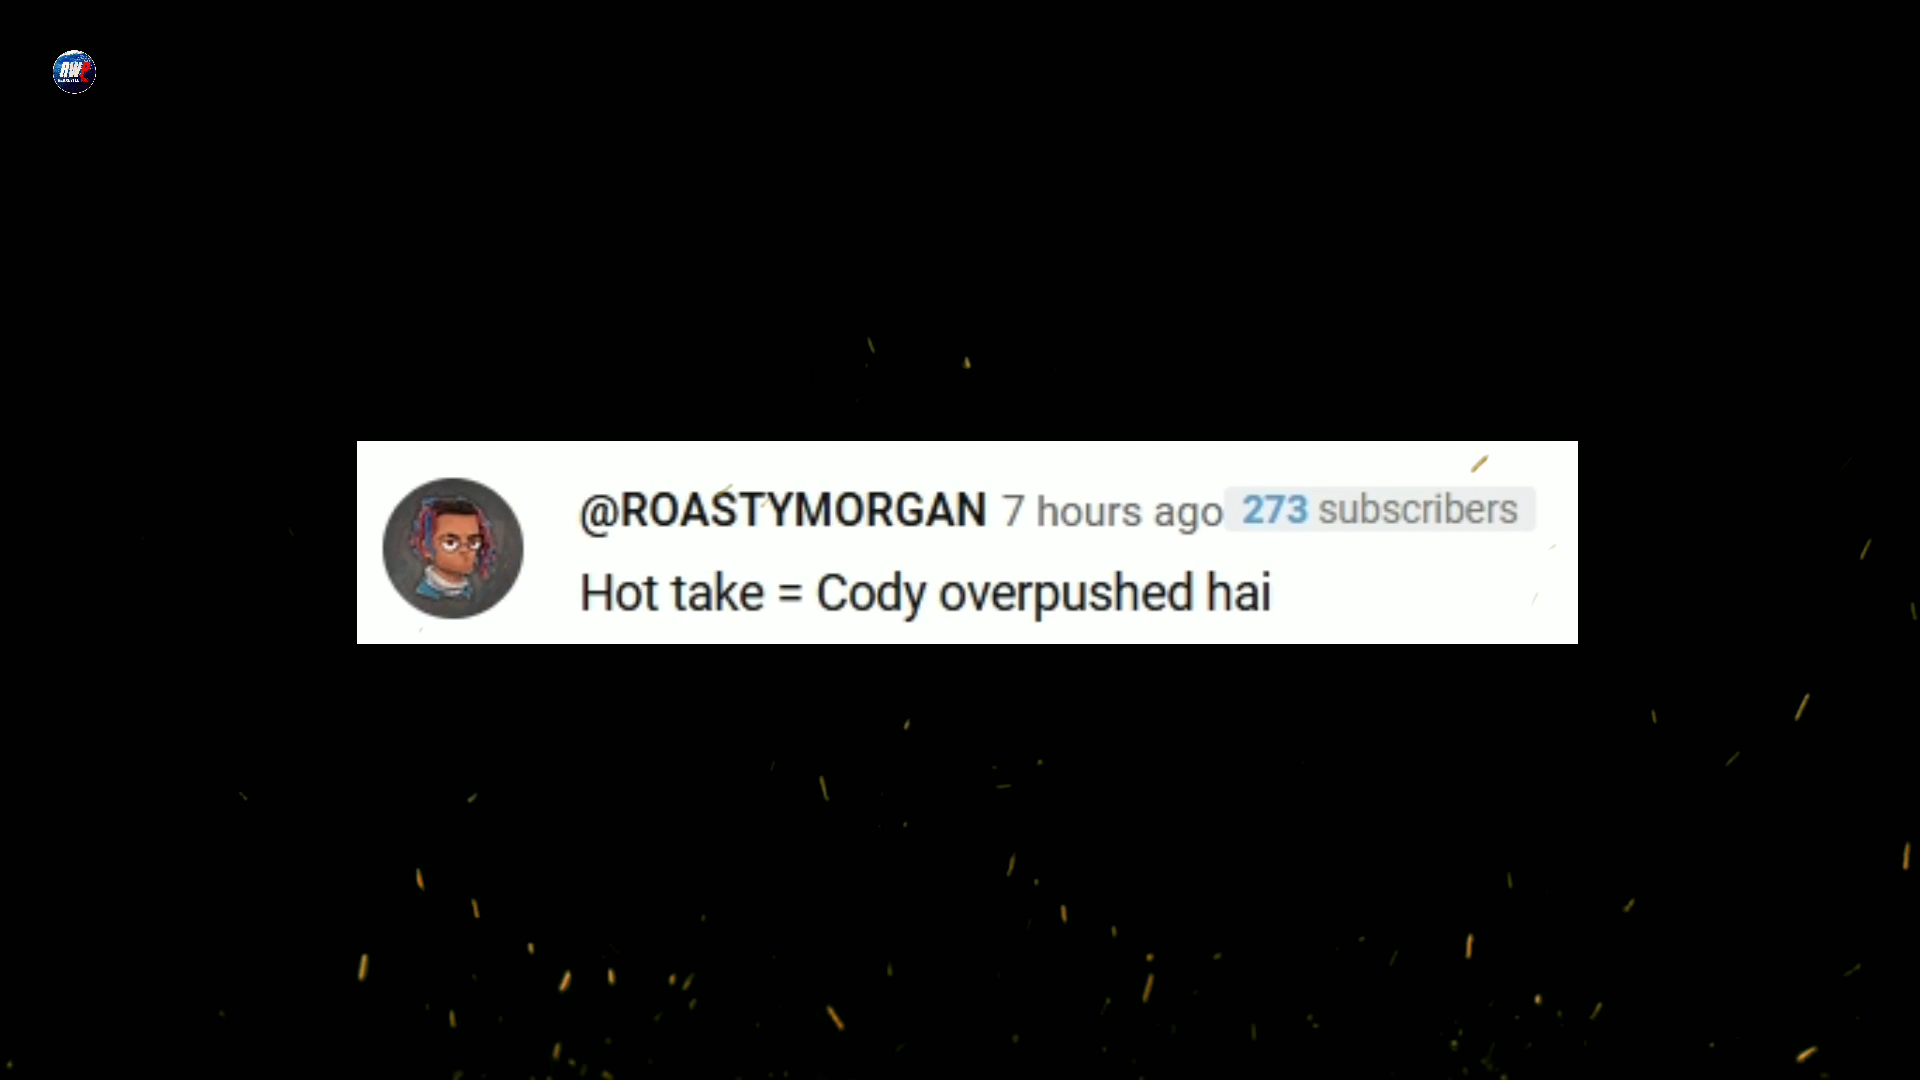 @ROASTYMORGAN 7 hours ago 273 subscribers
Hot take = Cody overpushed hai